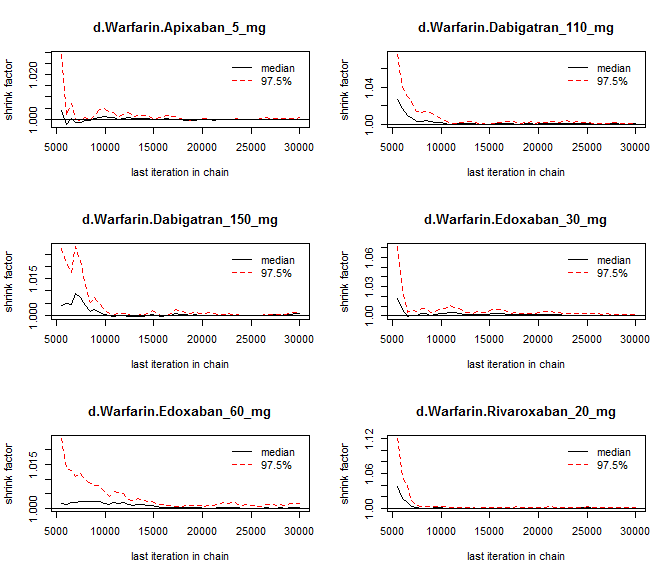 d.Warfarin.Apixaban_5_mg
shrink factor
1.000 1.020
median
97.5%
5000 10000 15000 20000 25000 30000
last iteration in chain
d.Warfarin.Dabigatran_110_mg
shrink factor
1.00 1.04
median
97.5%
5000 10000 15000 20000 25000 30000
last iteration in chain
d.Warfarin.Dabigatran_150_mg
shrink factor
1.000 1.015
median
97.5%
5000 10000 15000 20000 25000 30000
last iteration in chain
d.Warfarin.Edoxaban_30_mg
shrink factor
1.00 1.03 1.06
median
97.5%
5000 10000 15000 20000 25000 30000
last iteration in chain
d.Warfarin.Edoxaban_60_mg
shrink factor
1.000 1.015
median
97.5%
5000 10000 15000 20000 25000 30000
last iteration in chain
d.Warfarin.Rivaroxaban_20_mg
shrink factor
1.00 1.06 1.12
median
97.5%
5000 10000 15000 20000 25000 30000
last iteration in chain